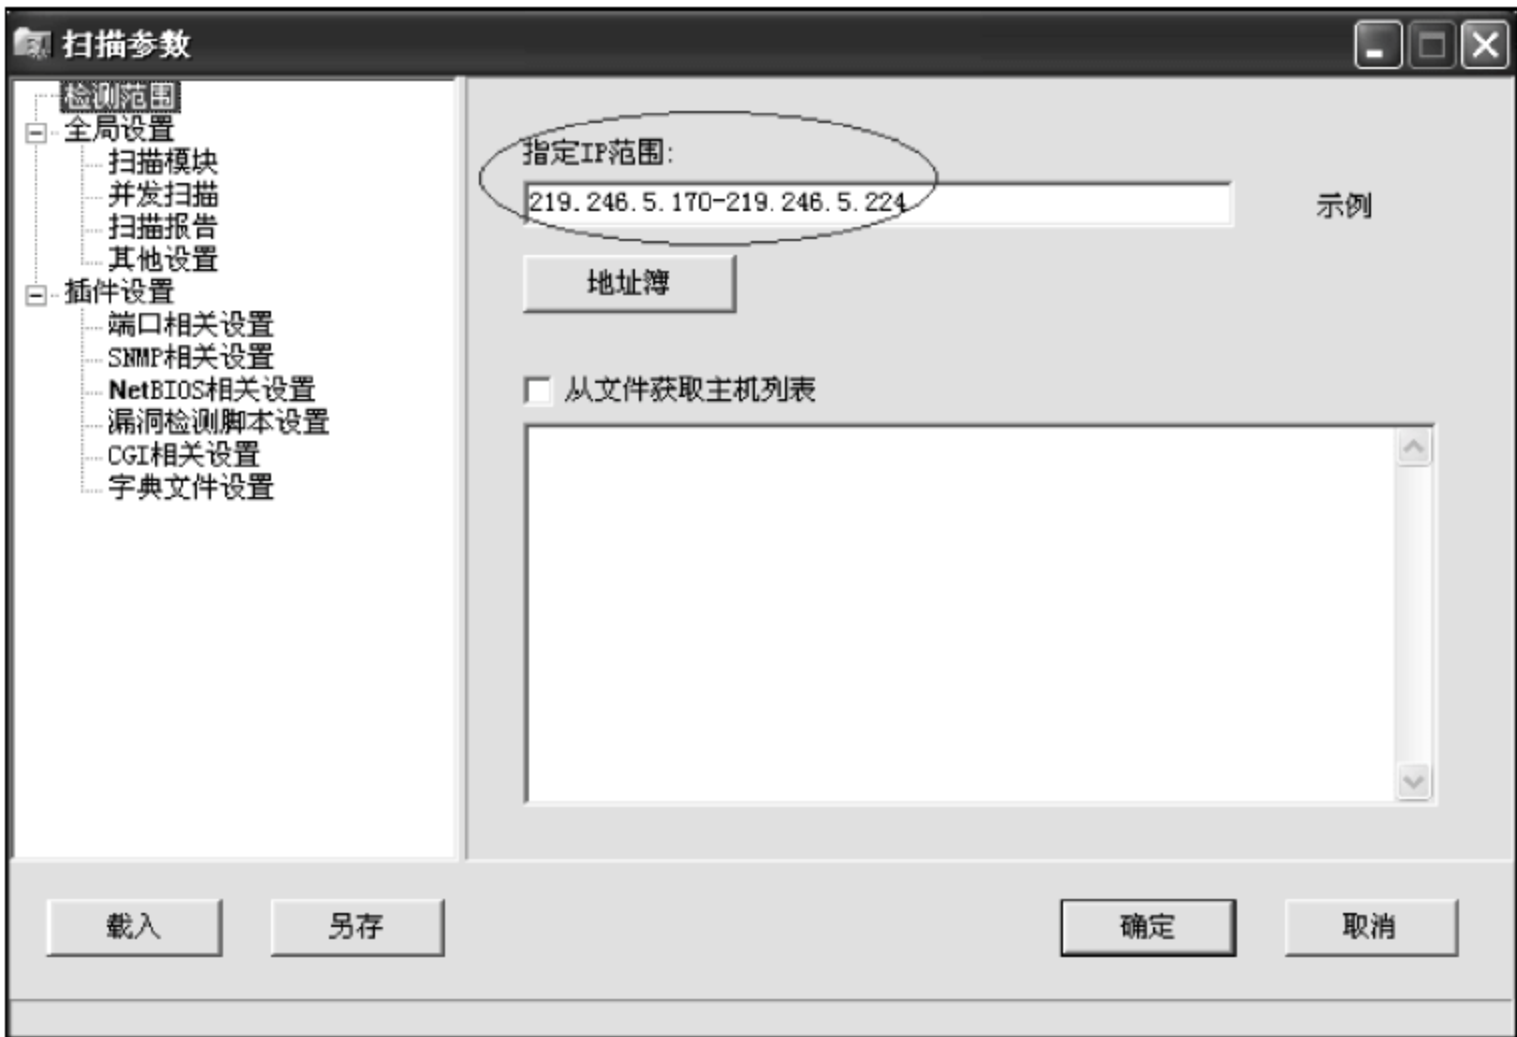 扫描参数
检测范围
全局设置
扫描模块
并发扫描
扫描报告
其他设置
插件设置
端口相关设置
SNMP相关设置
NetBIOS相关设置
漏洞检测脚本设置
CGI相关设置
字典文件设置
指定IP范围:
219.246.5.170-219.246.5.224
示例
地址簿
从文件获取主机列表
载入
另存
确定
取消